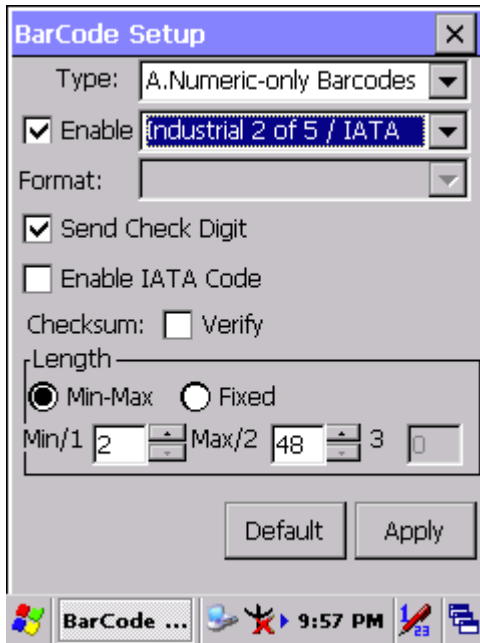 BarCode Setup
Type: A.Numeric-only Barcodes
Enable Industrial 2 of 5 / IATA
Format:
Send Check Digit
Enable IATA Code
Checksum: Verify
Length
Min-Max Fixed
Min/1 2 Max/2 48 3 0
Default Apply
BarCode ... 9:57 PM 123